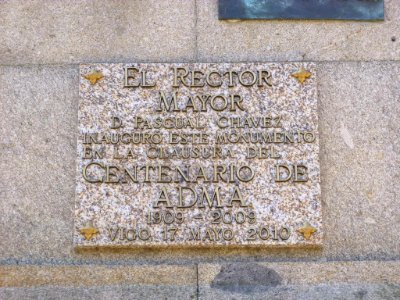 EL RECTOR
MAYOR
D. PASCUAL CHAVEZ
INAUGURÓ ESTE MONUMENTO
EN LA CLAUSURA DEL
CENTENARIO DE
ADMA
1909 - 2009
VIGO 17 MAYO 2010